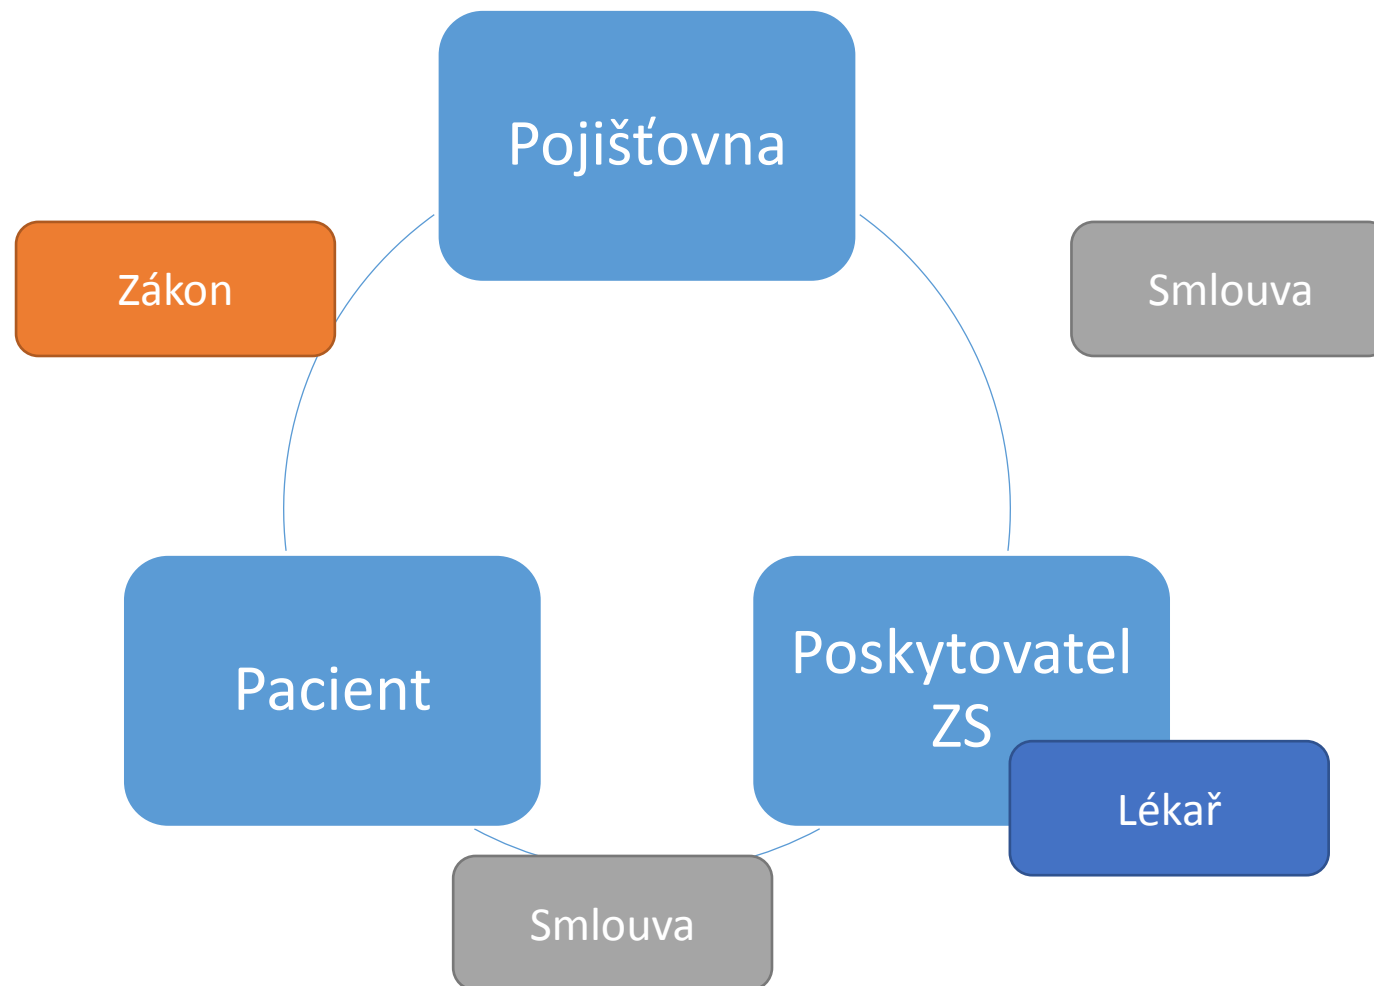 Pojišťovna
Zákon
Smlouva
Pacient
Poskytovatel
ZS
Lékař
Smlouva